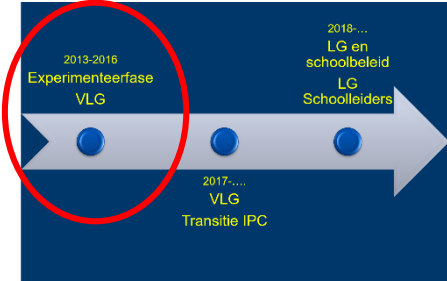 2013-2016
Experimenteerfase
VLG
2017-....
VLG
Transitie IPC
2018-...
LG en
schoolbeleid
LG
Schoolleiders